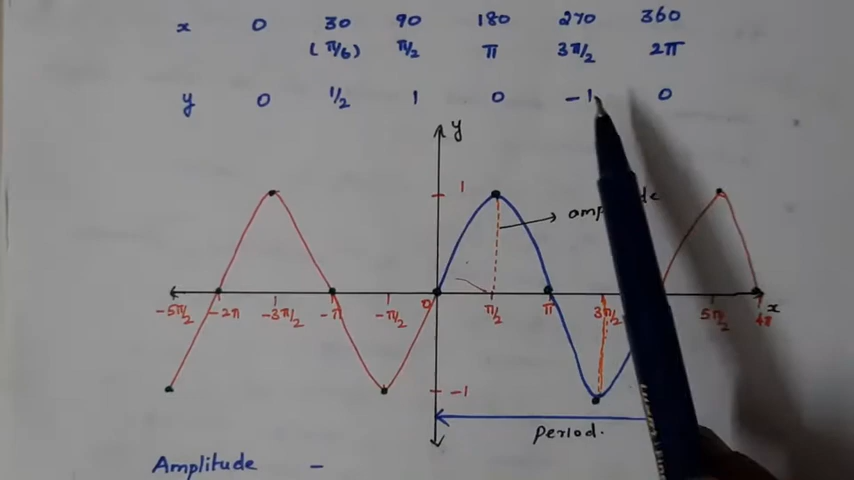 x 0 30 90 180 270 360
(π/6) π/2 π 3π/2 2π
y 0 1/2 1 0 -1 0
y
1
-5π/2 -2π -3π/2 -π -π/2 0 π/2 π 3π/2 5π/2 4π x
-1
Period.
Amplitude -